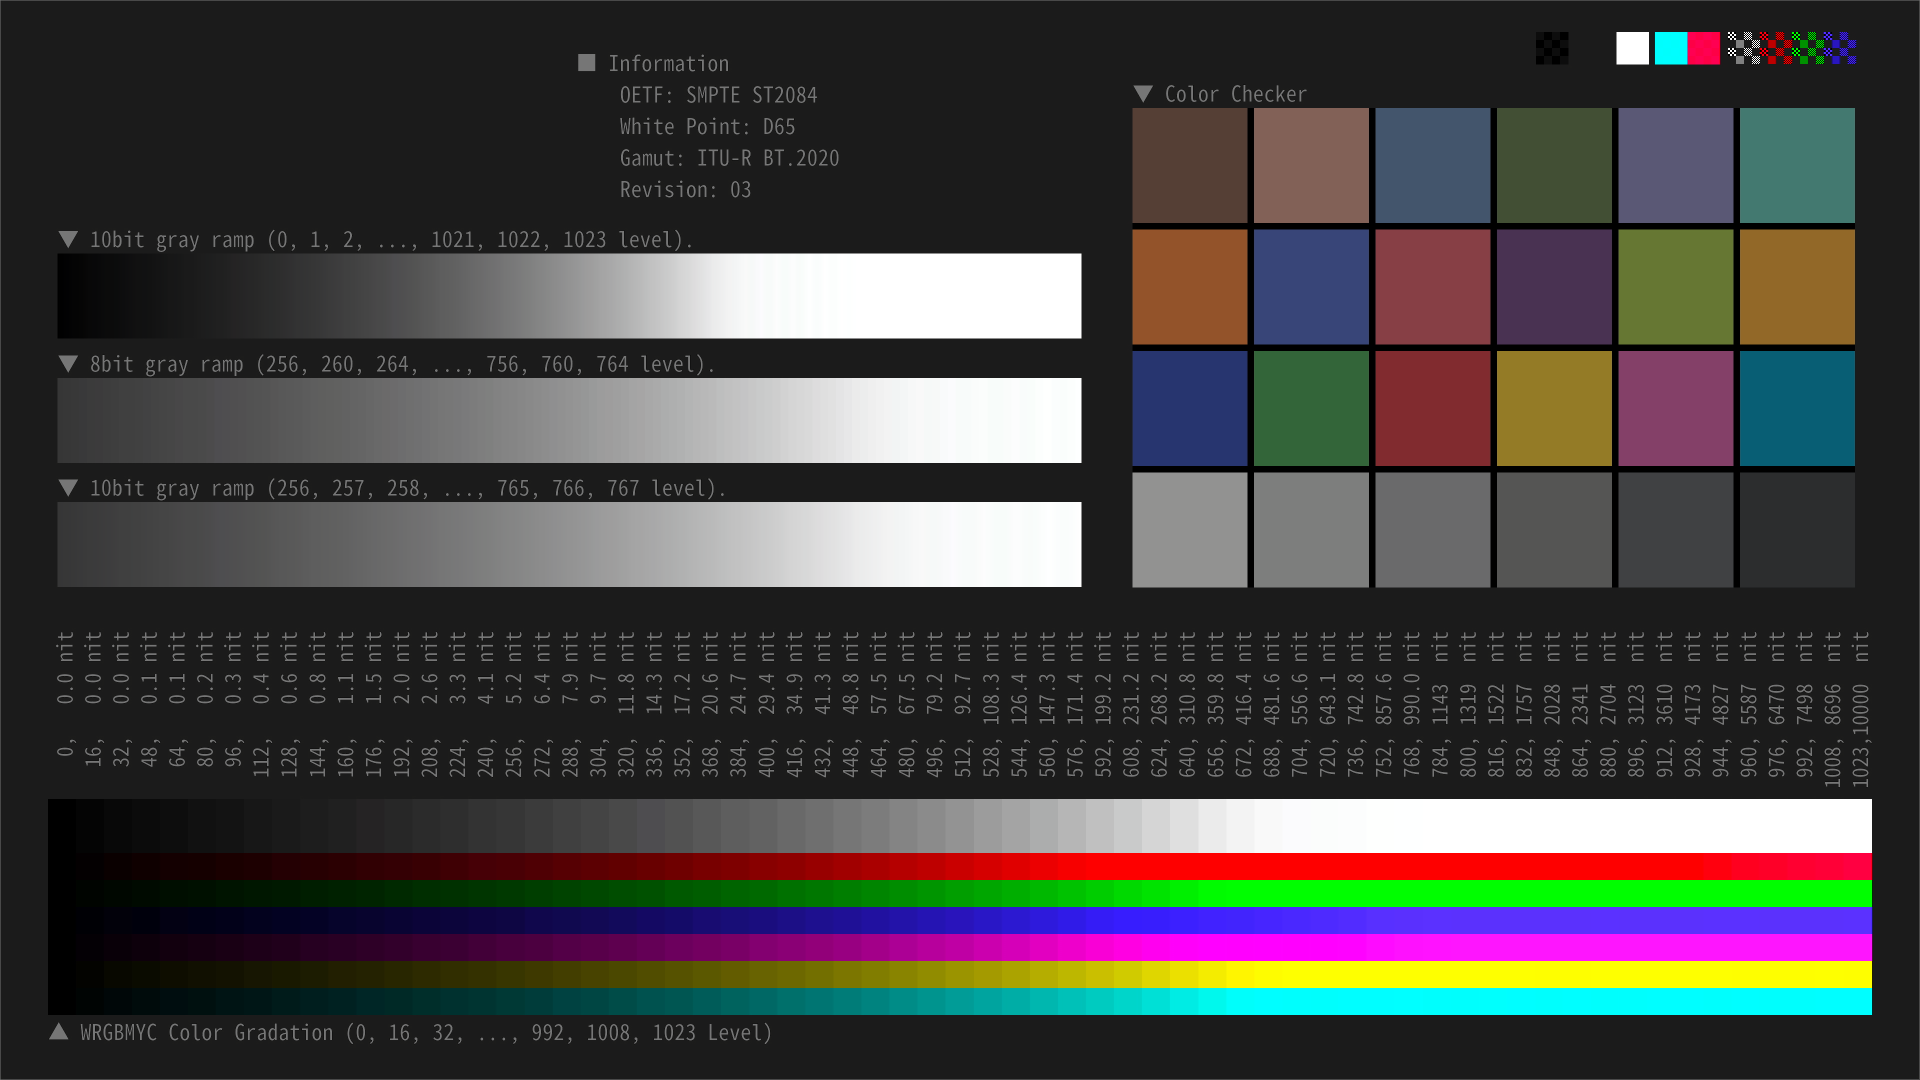 ■ Information
OETF: SMPTE ST2084
White Point: D65
Gamut: ITU-R BT.2020
Revision: 03
▼ Color Checker
▼ 10bit gray ramp (0, 1, 2, ..., 1021, 1022, 1023 level).
▼ 8bit gray ramp (256, 260, 264, ..., 756, 760, 764 level).
▼ 10bit gray ramp (256, 257, 258, ..., 765, 766, 767 level).
0, 0.0 nit
16, 0.0 nit
32, 0.0 nit
48, 0.1 nit
64, 0.1 nit
80, 0.2 nit
96, 0.3 nit
112, 0.4 nit
128, 0.6 nit
144, 0.8 nit
160, 1.1 nit
176, 1.5 nit
192, 2.0 nit
208, 2.6 nit
224, 3.3 nit
240, 4.1 nit
256, 5.2 nit
272, 6.4 nit
288, 7.9 nit
304, 9.7 nit
320, 11.8 nit
336, 14.3 nit
352, 17.2 nit
368, 20.6 nit
384, 24.7 nit
400, 29.4 nit
416, 34.9 nit
432, 41.3 nit
448, 48.8 nit
464, 57.5 nit
480, 67.5 nit
496, 79.2 nit
512, 92.7 nit
528, 108.3 nit
544, 126.4 nit
560, 147.3 nit
576, 171.4 nit
592, 199.2 nit
608, 231.2 nit
624, 268.2 nit
640, 310.8 nit
656, 359.8 nit
672, 416.4 nit
688, 481.6 nit
704, 556.6 nit
720, 643.1 nit
736, 742.8 nit
752, 857.6 nit
768, 990.0 nit
784, 1143 nit
800, 1319 nit
816, 1522 nit
832, 1757 nit
848, 2028 nit
864, 2341 nit
880, 2704 nit
896, 3123 nit
912, 3610 nit
928, 4173 nit
944, 4827 nit
960, 5587 nit
976, 6470 nit
992, 7498 nit
1008, 8696 nit
1023,10000 nit
▲ WRGBMYC Color Gradation (0, 16, 32, ..., 992, 1008, 1023 Level)